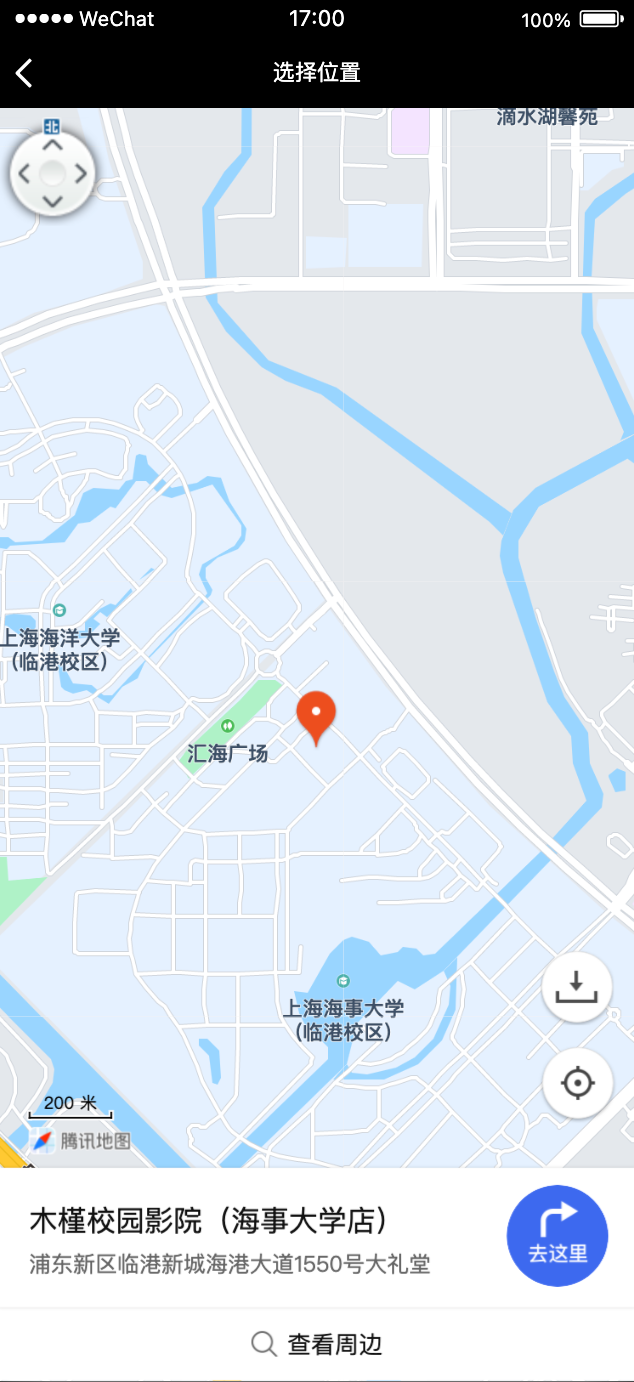 WeChat 17:00 100%
选择位置
北
滴水湖馨苑
上海海洋大学
（临港校区）
汇海广场
上海海事大学
（临港校区）
200 米
腾讯地图
木槿校园影院（海事大学店）
浦东新区临港新城海港大道1550号大礼堂
去这里
查看周边